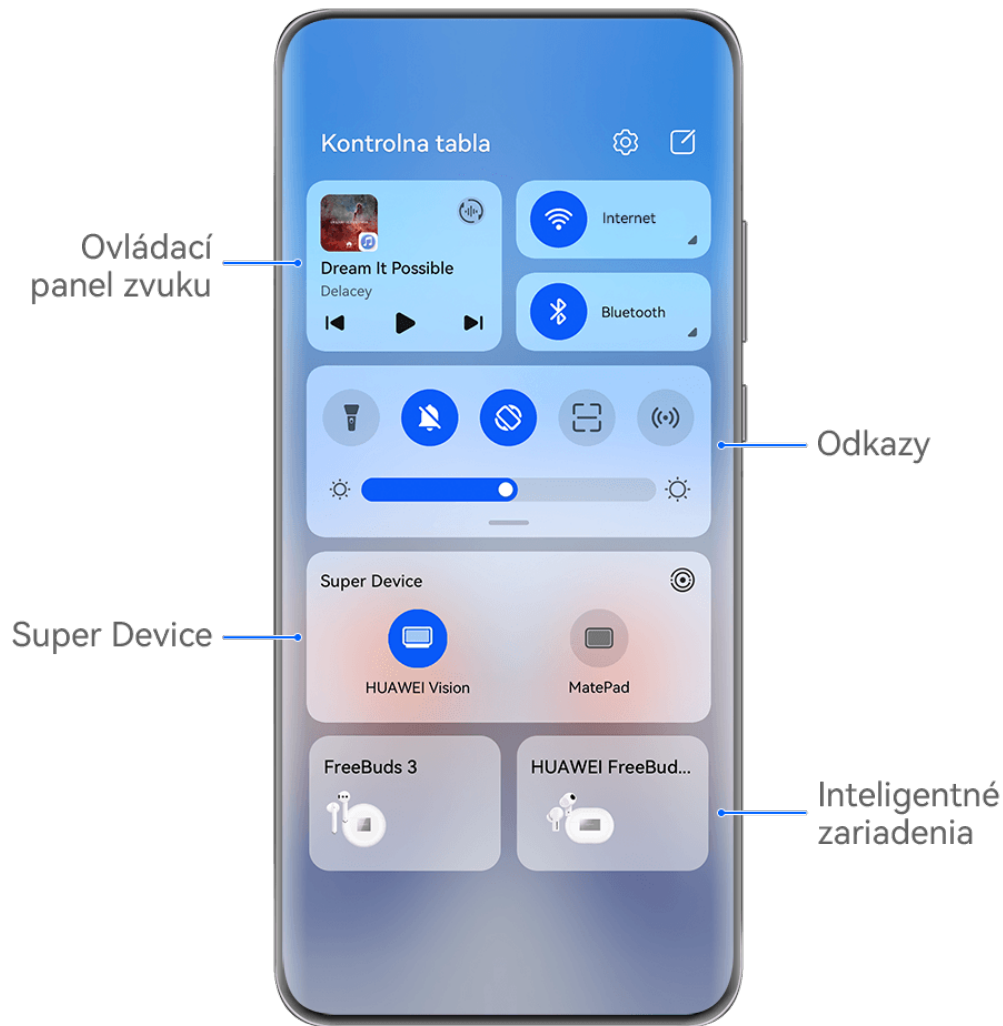 Kontrolna tabla
Ovládací
panel zvuku
Dream It Possible
Delacey
Internet
Bluetooth
Odkazy
Super Device
Super Device
HUAWEI Vision
MatePad
FreeBuds 3
HUAWEI FreeBud...
Inteligentné
zariadenia